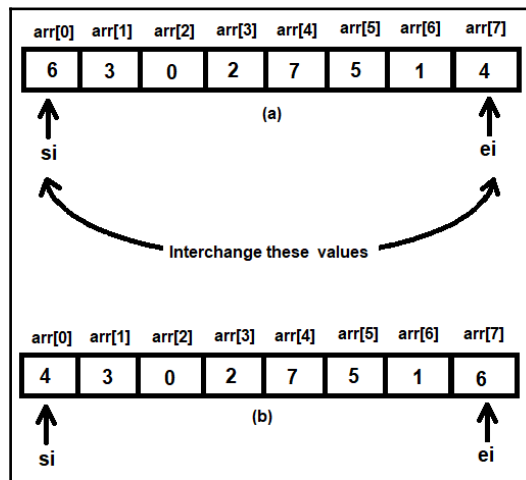 arr[0] arr[1] arr[2] arr[3] arr[4] arr[5] arr[6] arr[7]
6 3 0 2 7 5 1 4
(a)
si ei
Interchange these values
arr[0] arr[1] arr[2] arr[3] arr[4] arr[5] arr[6] arr[7]
4 3 0 2 7 5 1 6
(b)
si ei